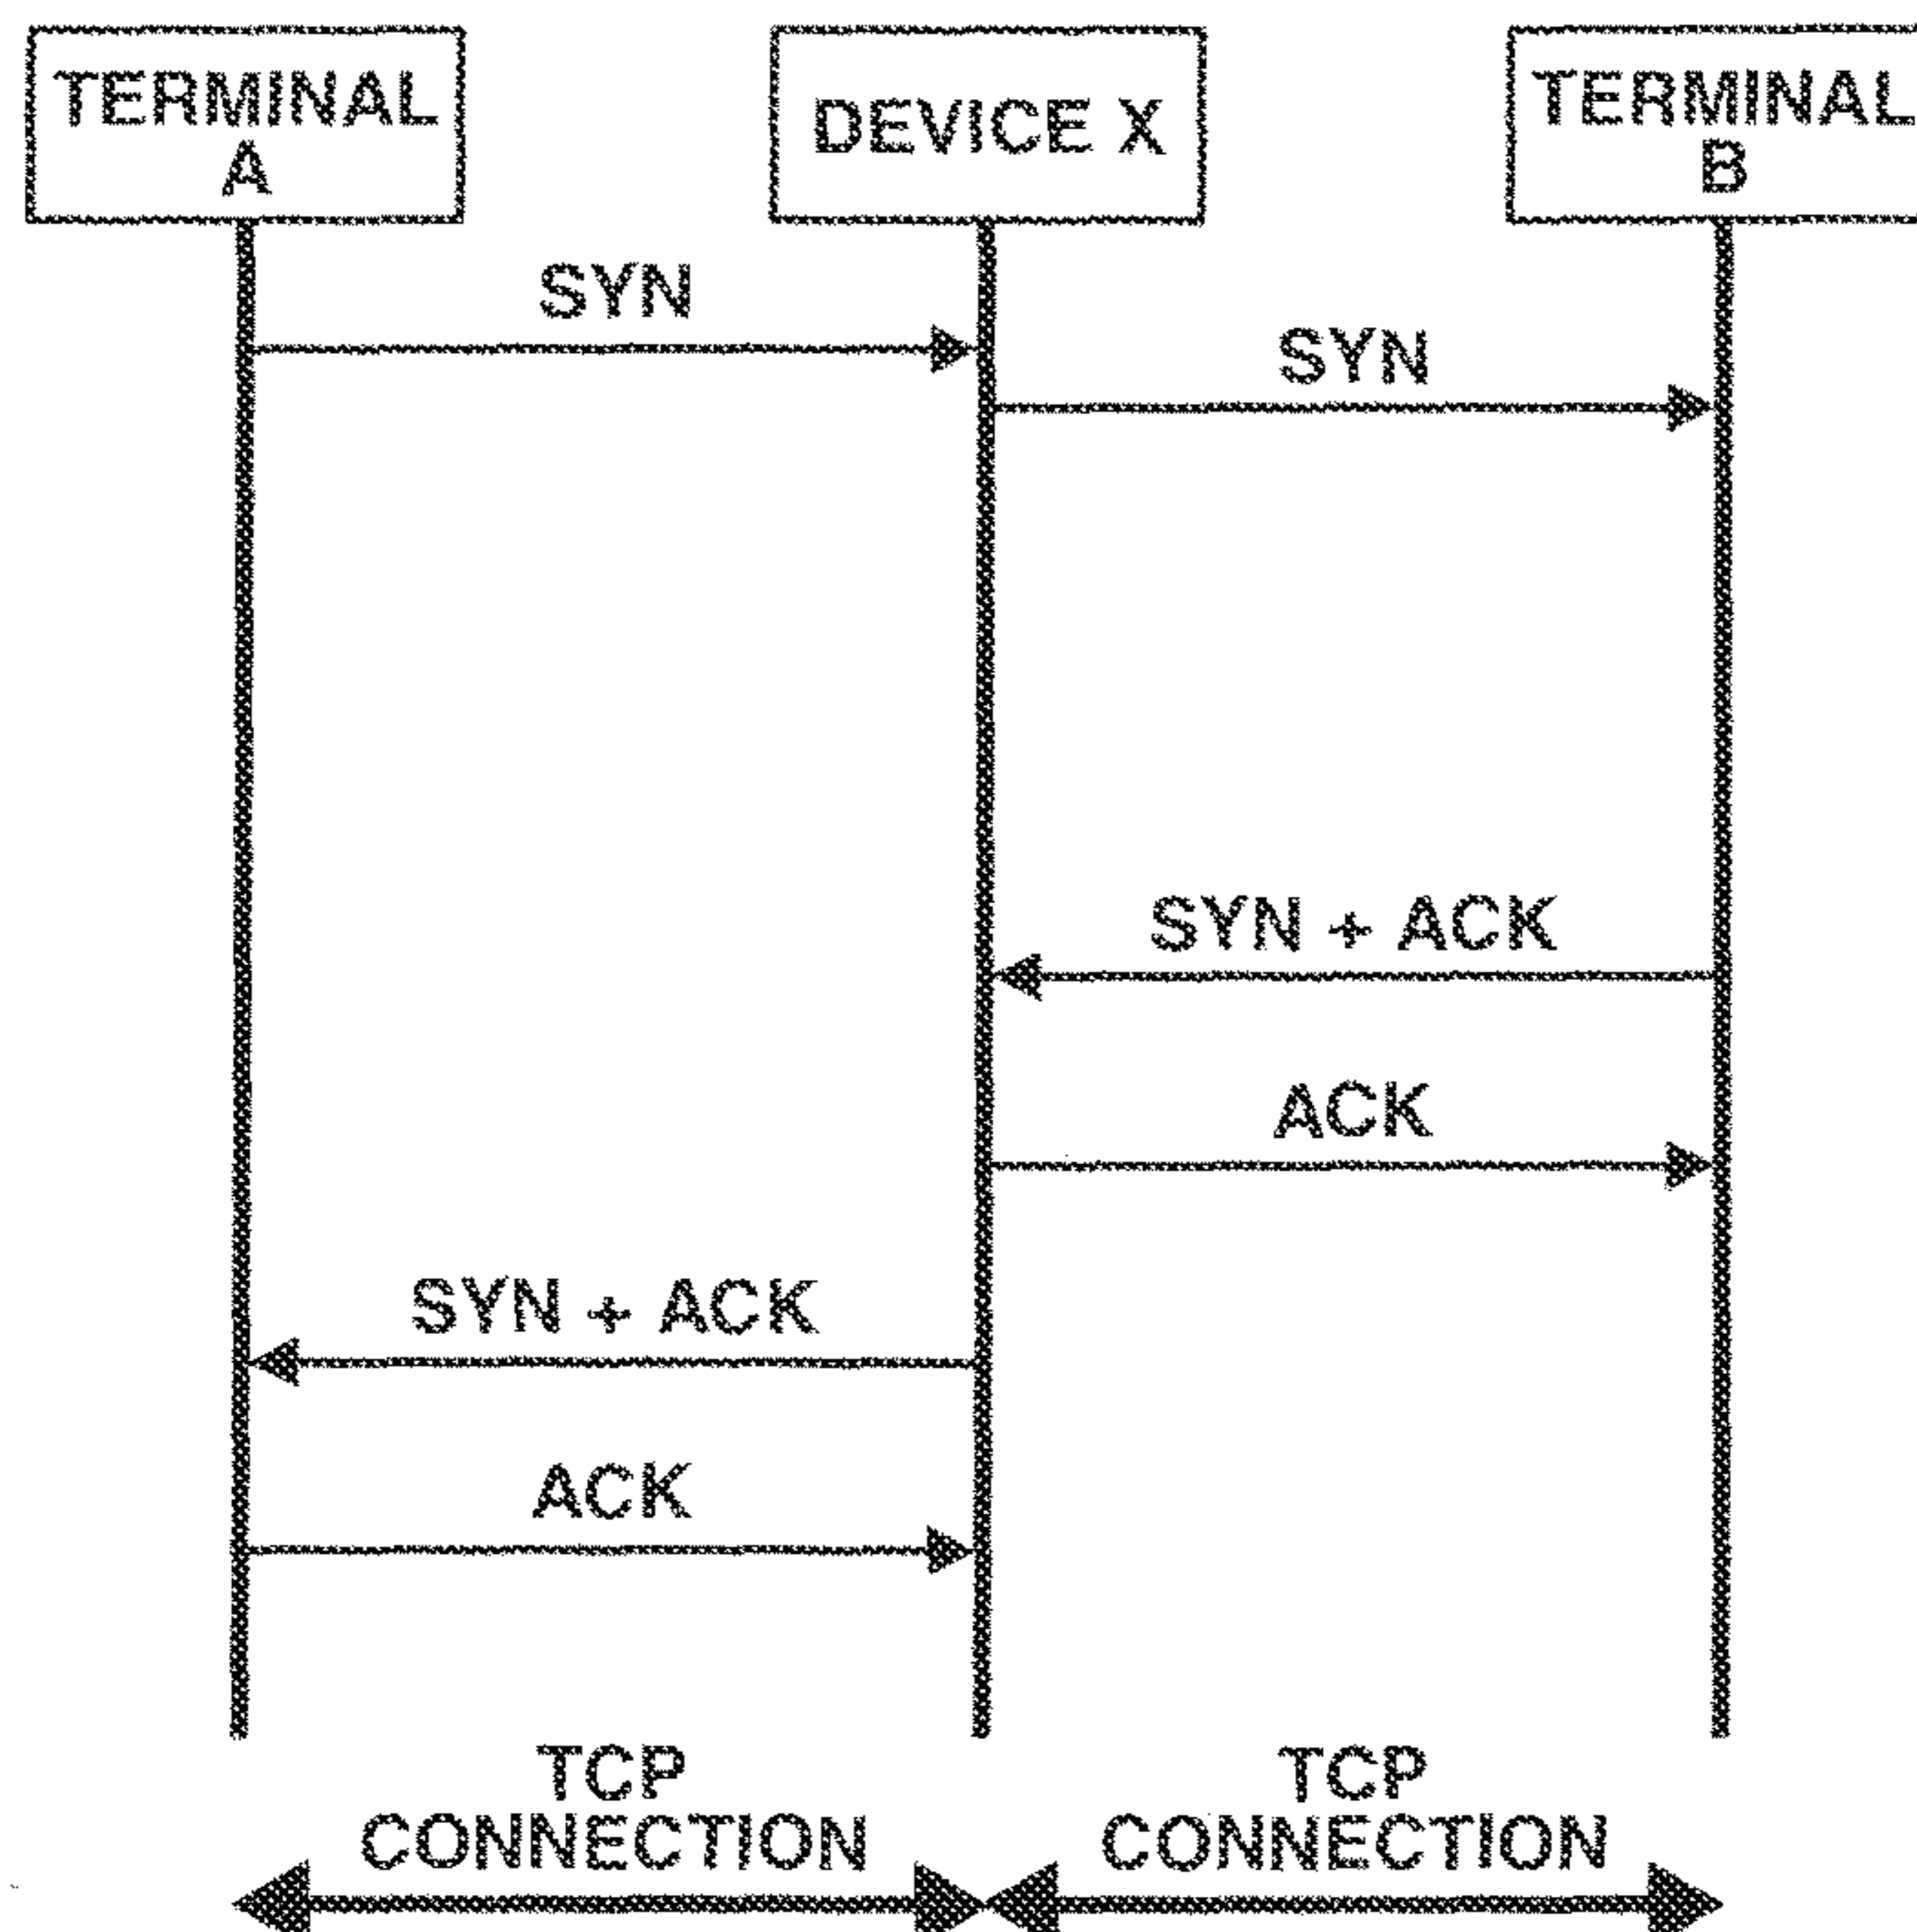 TERMINAL
A
DEVICE X
TERMINAL
B
SYN
SYN
SYN + ACK
ACK
SYN + ACK
ACK
TCP
CONNECTION
TCP
CONNECTION